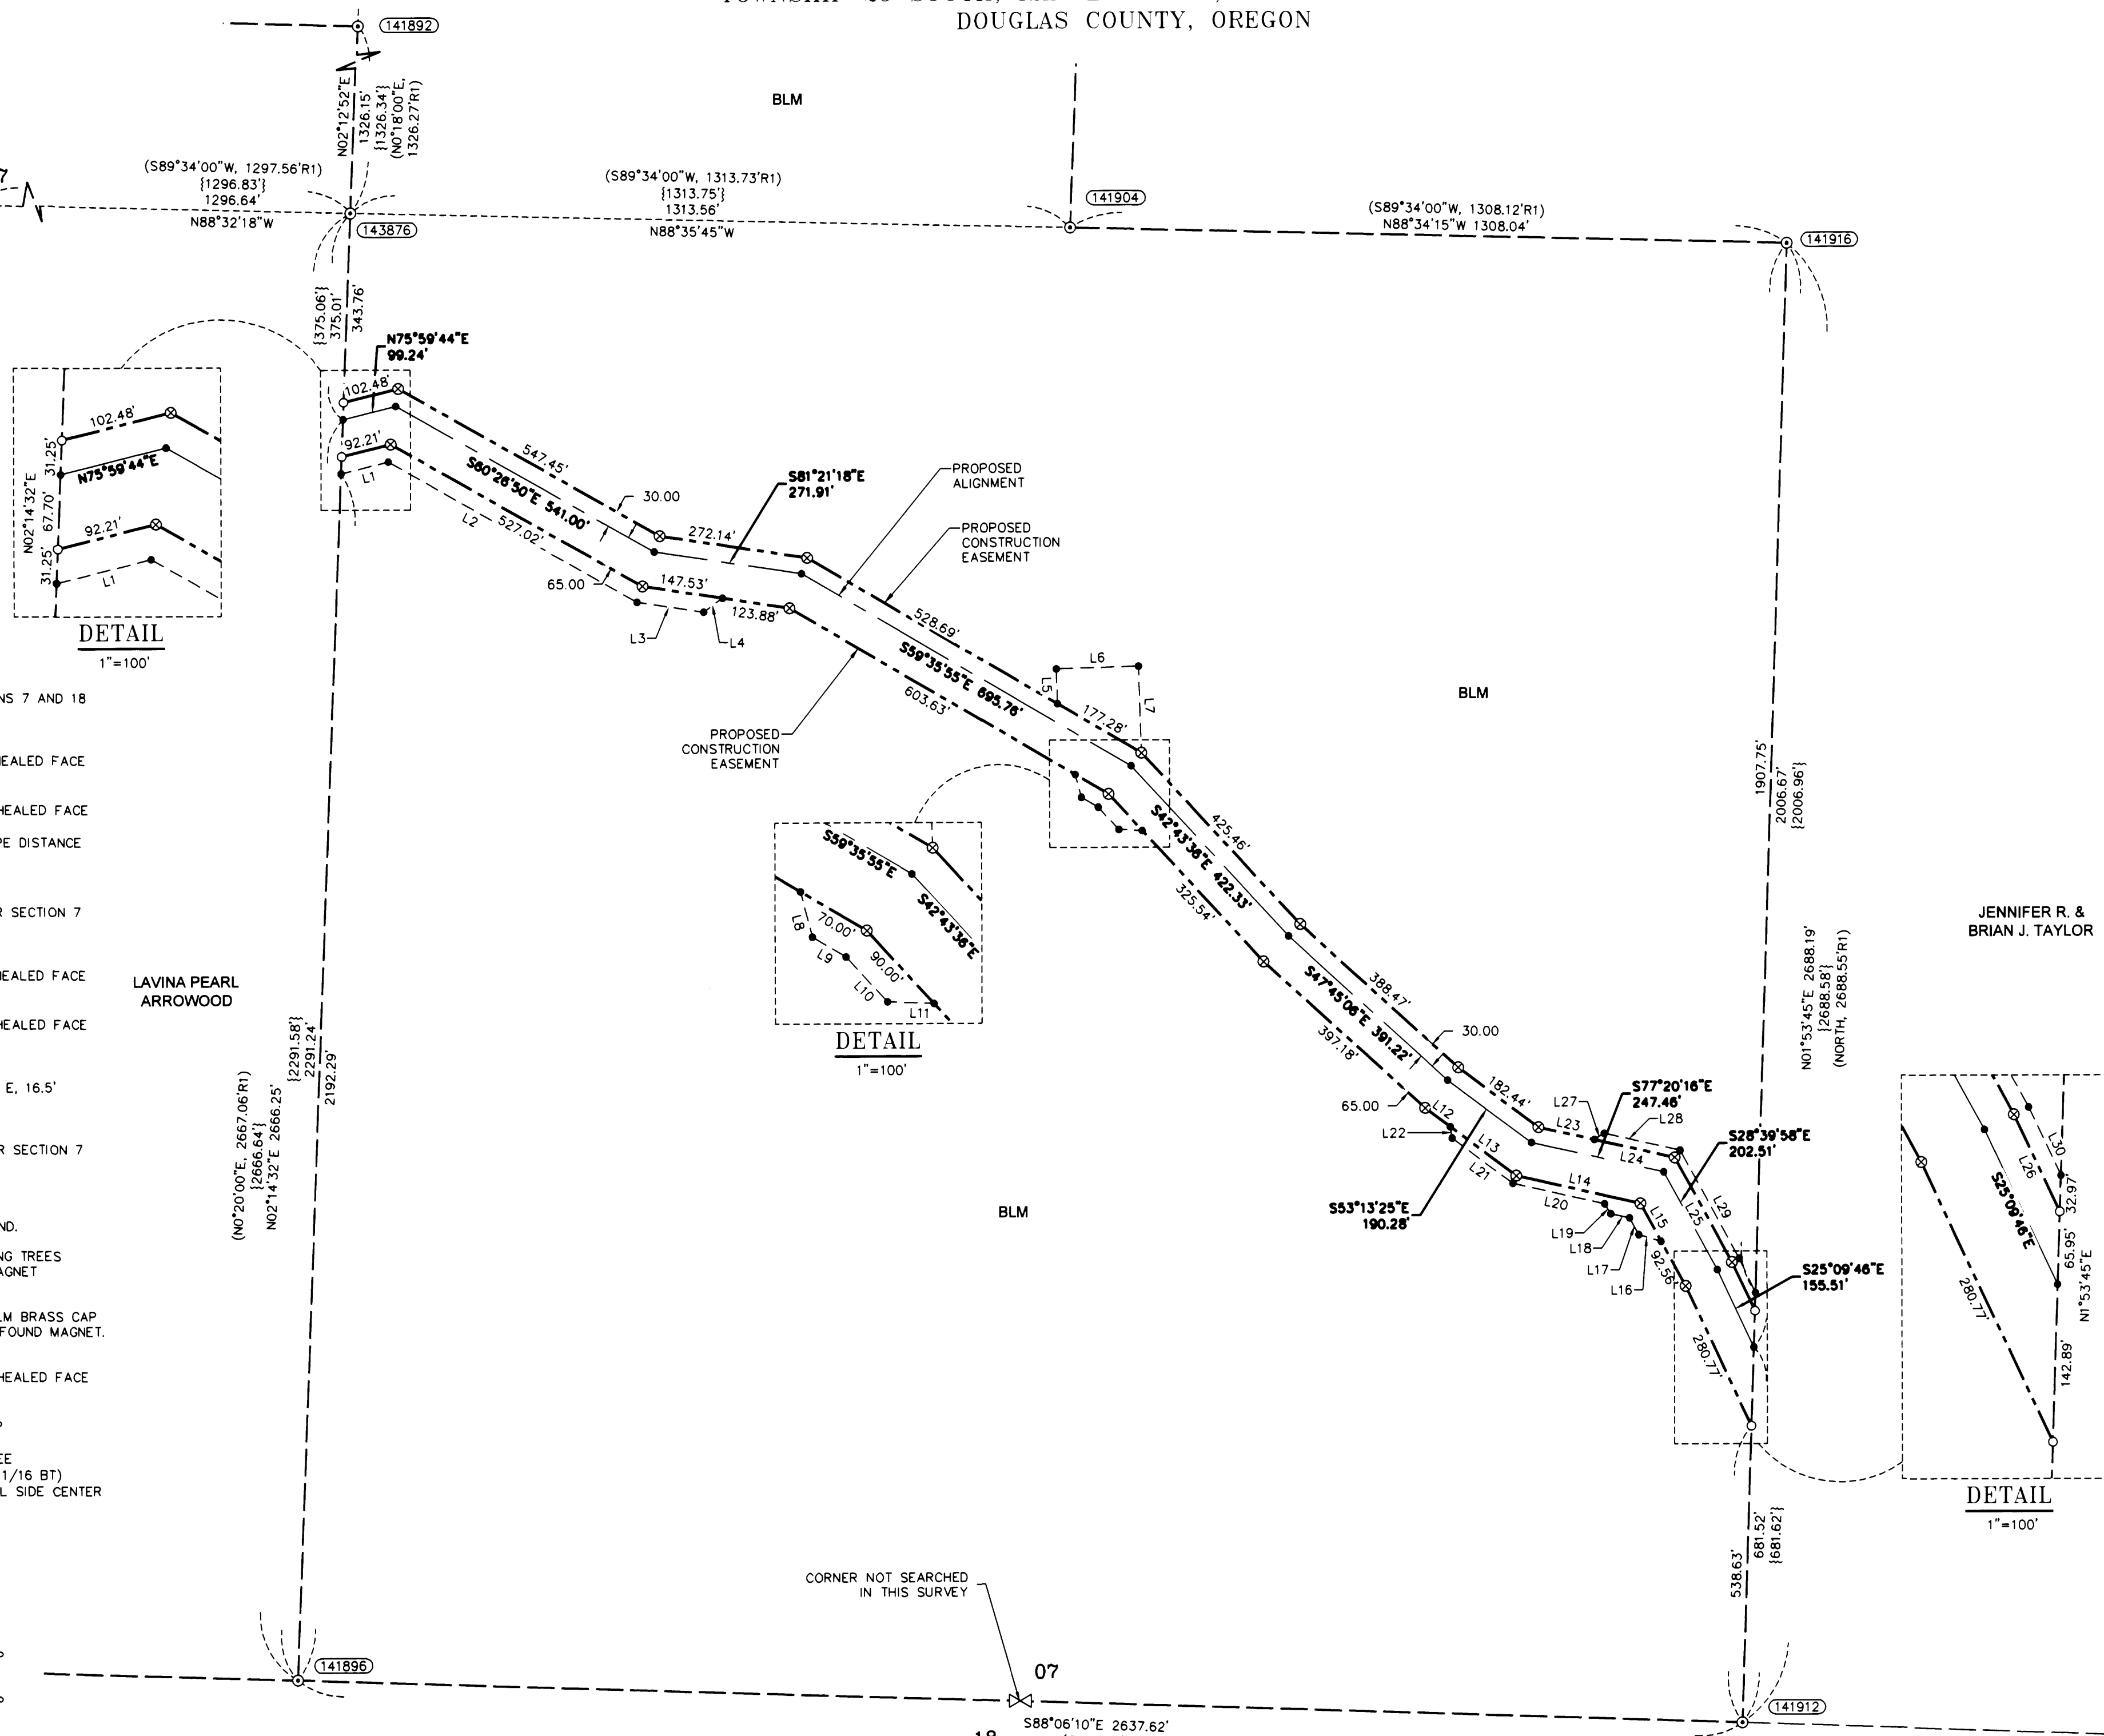 DOUGLAS COUNTY, OREGON
141892
N02°12'52"E
1326.15'
{1326.34'}
(N0°18'00"E,
1326.27'R1)
BLM
7
(S89°34'00"W, 1297.56'R1)
{1296.83'}
1296.64'
N88°32'18"W
143876
(S89°34'00"W, 1313.73'R1)
{1313.75'}
1313.56'
N88°35'45"W
141904
(S89°34'00"W, 1308.12'R1)
N88°34'15"W 1308.04'
141916
{375.06'}
375.01'
343.76'
N75°59'44"E
99.24'
102.48'
92.21'
L1
L2
547.45'
S60°26'50"E 541.00'
527.02'
30.00
65.00
S81°21'18"E
271.91'
272.14'
147.53'
123.88'
L3
L4
PROPOSED
ALIGNMENT
PROPOSED
CONSTRUCTION
EASEMENT
528.69'
S59°35'55"E 695.76'
603.63'
PROPOSED
CONSTRUCTION
EASEMENT
L5
L6
L7
177.28'
BLM
102.48'
31.25'
N75°59'44"E
N02°14'32"E
67.70'
92.21'
31.25'
L1
DETAIL
1"=100'
NS 7 AND 18
EALED FACE
HEALED FACE
PE DISTANCE
R SECTION 7
HEALED FACE
HEALED FACE
E, 16.5'
R SECTION 7
ND.
NG TREES
AGNET
LM BRASS CAP
FOUND MAGNET.
HEALED FACE
EE
1/16 BT)
L SIDE CENTER
LAVINA PEARL
ARROWOOD
(N0°20'00"E, 2667.06'R1)
{2666.64'}
N02°14'32"E 2666.25'
{2291.58'}
2291.24'
2192.29'
S59°35'55"E
S42°43'36"E
70.00'
90.00'
L8
L9
L10
L11
DETAIL
1"=100'
425.46'
S42°43'36"E 422.33'
325.54'
388.47'
S47°45'06"E 391.22'
397.18'
30.00
65.00
182.44'
L12
L13
L14
L15
L16
L17
L18
L19
L20
L21
L22
L23
L24
L25
L27
L28
L29
S77°20'16"E
247.46'
S28°39'58"E
202.51'
S53°13'25"E
190.28'
S25°09'46"E
155.51'
92.56'
280.77'
1907.75'
2006.67'
{2006.96'}
N01°53'45"E 2688.19'
{2688.58'}
(NORTH, 2688.55'R1)
JENNIFER R. &
BRIAN J. TAYLOR
L30
L26
S25°09'46"E
32.97'
65.95'
N1°53'45"E
280.77'
142.89'
DETAIL
1"=100'
BLM
681.52'
{681.62'}
538.63'
CORNER NOT SEARCHED
IN THIS SURVEY
141896
07
S88°06'10"E 2637.62'
18
141912